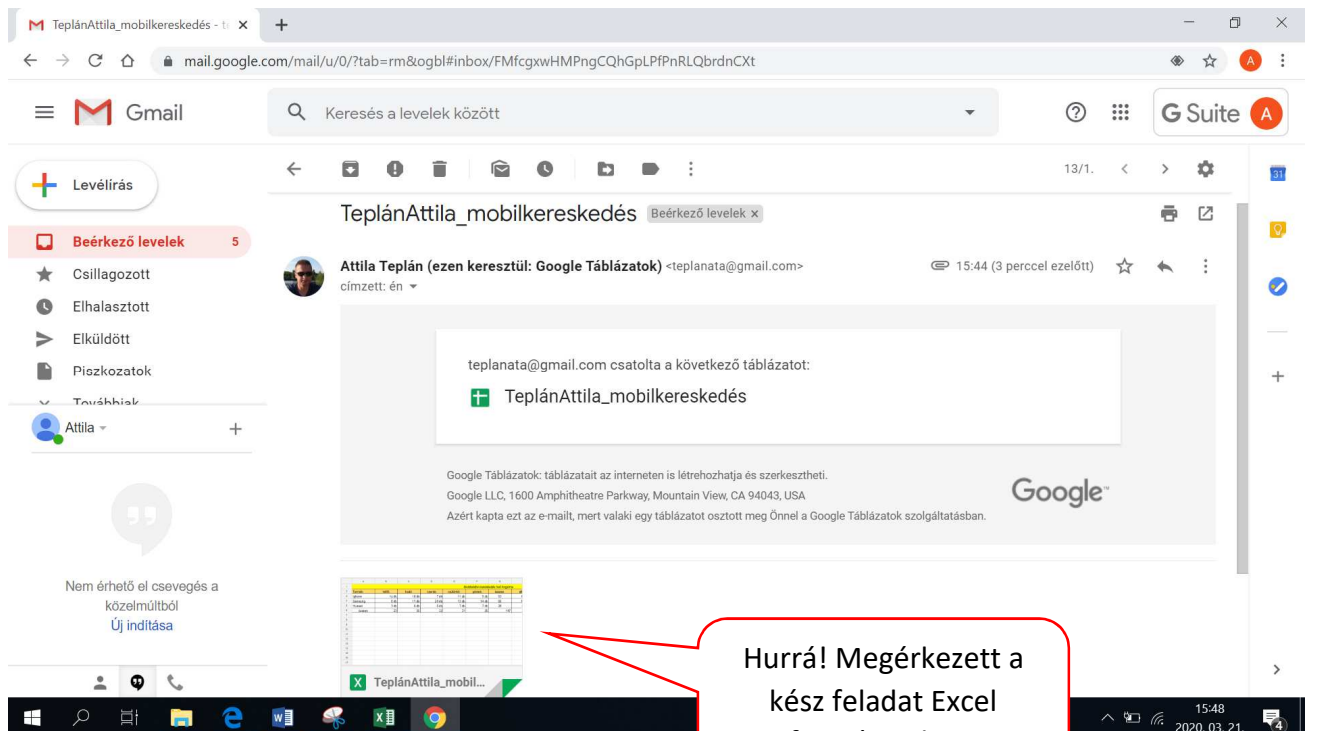 TeplánAttila_mobilkereskedés - t
mail.google.com/mail/u/0/?tab=rm&ogbl#inbox/FMfcgxwHMPngCQhGpLPfPnRLQbrdnCXt
A
Gmail
Keresés a levelek között
G Suite
A
Levélírás
13/1.
31
TeplánAttila_mobilkereskedés
Beérkező levelek x
Beérkező levelek 5
Csillagozott
Elhalasztott
Elküldött
Piszkozatok
Továbbiak
Attila Teplán (ezen keresztül: Google Táblázatok) <teplanata@gmail.com>
15:44 (3 perccel ezelőtt)
címzett: én
teplanata@gmail.com csatolta a következő táblázatot:
TeplánAttila_mobilkereskedés
Google Táblázatok: táblázatait az interneten is létrehozhatja és szerkesztheti.
Google LLC, 1600 Amphitheatre Parkway, Mountain View, CA 94043, USA
Azért kapta ezt az e-mailt, mert valaki egy táblázatot osztott meg Önnel a Google Táblázatok szolgáltatásban.
Google
Attila
Nem érhető el csevegés a
közelmúltból
Új indítása
X TeplánAttila_mobil...
Hurrá! Megérkezett a
kész feladat Excel
15:48
2020. 03. 21.
4